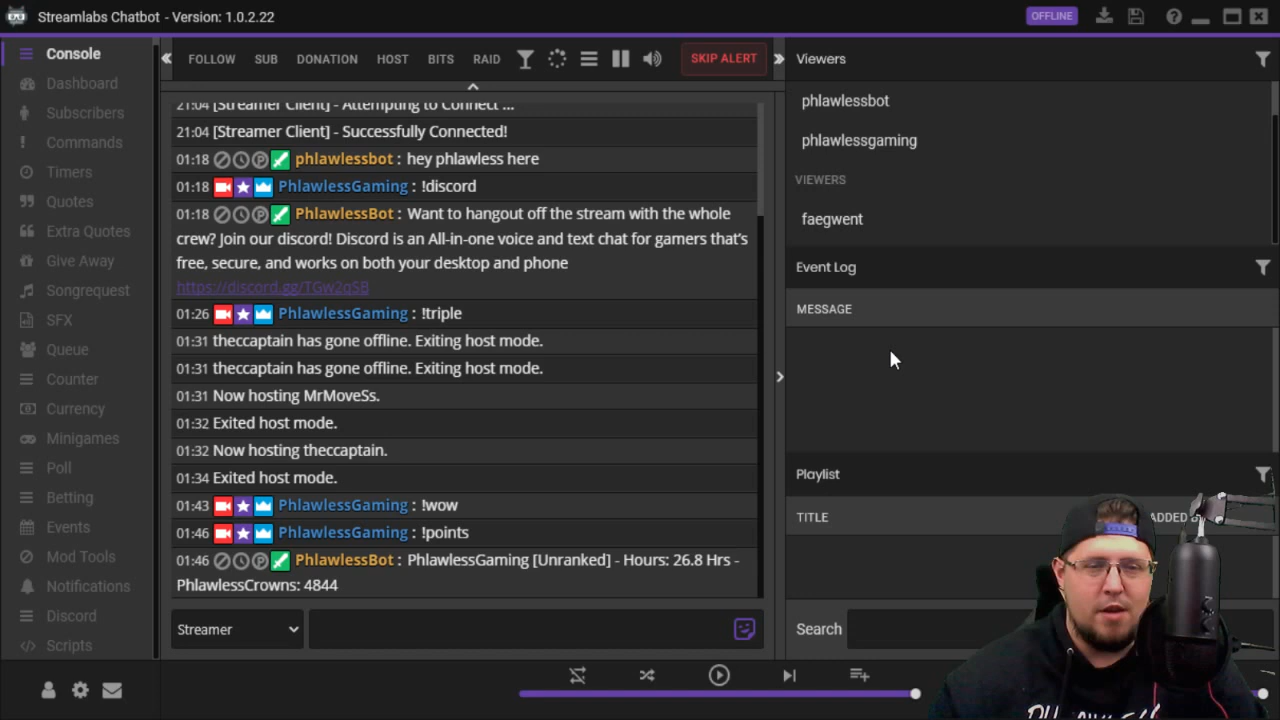 Streamlabs Chatbot - Version: 1.0.2.22
OFFLINE
Console
Dashboard
Subscribers
Commands
Timers
Quotes
Extra Quotes
Give Away
Songrequest
SFX
Queue
Counter
Currency
Minigames
Poll
Betting
Events
Mod Tools
Notifications
Discord
Scripts
FOLLOW SUB DONATION HOST BITS RAID SKIP ALERT
21:04 [Streamer Client] - Attempting to Connect ...
21:04 [Streamer Client] - Successfully Connected!
01:18 phlawlessbot : hey phlawless here
01:18 PhlawlessGaming : !discord
01:18 PhlawlessBot : Want to hangout off the stream with the whole
crew? Join our discord! Discord is an All-in-one voice and text chat for gamers that's
free, secure, and works on both your desktop and phone
https://discord.gg/TGw2qSB
01:26 PhlawlessGaming : !triple
01:31 theccaptain has gone offline. Exiting host mode.
01:31 theccaptain has gone offline. Exiting host mode.
01:31 Now hosting MrMoveSs.
01:32 Exited host mode.
01:32 Now hosting theccaptain.
01:34 Exited host mode.
01:43 PhlawlessGaming : !wow
01:46 PhlawlessGaming : !points
01:46 PhlawlessBot : PhlawlessGaming [Unranked] - Hours: 26.8 Hrs -
PhlawlessCrowns: 4844
Streamer
Viewers
phlawlessbot
phlawlessgaming
VIEWERS
faegwent
Event Log
MESSAGE
Playlist
TITLE ADDED
Search